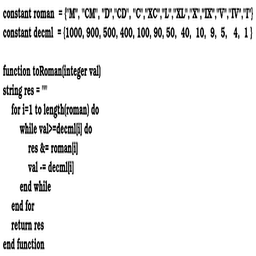 constant roman = {"M", "CM", "D","CD", "C","XC","L","XL","X","IX","V","IV","I"}
constant decml = {1000, 900, 500, 400, 100, 90, 50, 40, 10, 9, 5, 4, 1 }
function toRoman(integer val)
string res = ""
for i=1 to length(roman) do
while val>=decml[i] do
res &= roman[i]
val -= decml[i]
end while
end for
return res
end function